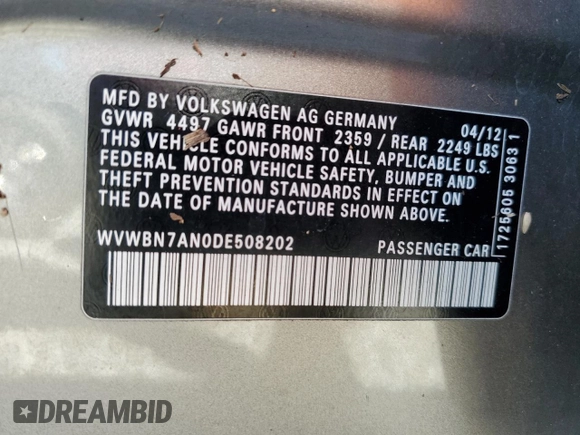 MFD BY VOLKSWAGEN AG GERMANY 04/12
GVWR 4497 GAWR FRONT 2359 / REAR 2249 LBS
THIS VEHICLE CONFORMS TO ALL APPLICABLE U.S.
FEDERAL MOTOR VEHICLE SAFETY, BUMPER AND
THEFT PREVENTION STANDARDS IN EFFECT ON
THE DATE OF MANUFACTURE SHOWN ABOVE.
WVWBN7AN0DE508202 PASSENGER CAR
1725805 30631
DREAMBID